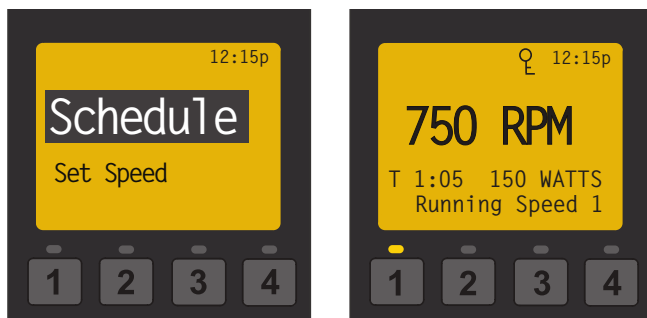 12:15p
Schedule
Set Speed
1 2 3 4
12:15p
750 RPM
T 1:05 150 WATTS
Running Speed 1
1 2 3 4